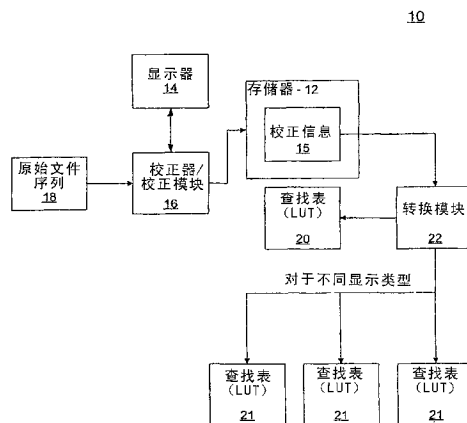 10
显示器
14
存储器-12
校正信息
15
原始文件
序列
18
校正器/
校正模块
16
查找表
(LUT)
20
转换模块
22
对于不同显示类型
查找表
(LUT)
21
查找表
(LUT)
21
查找表
(LUT)
21